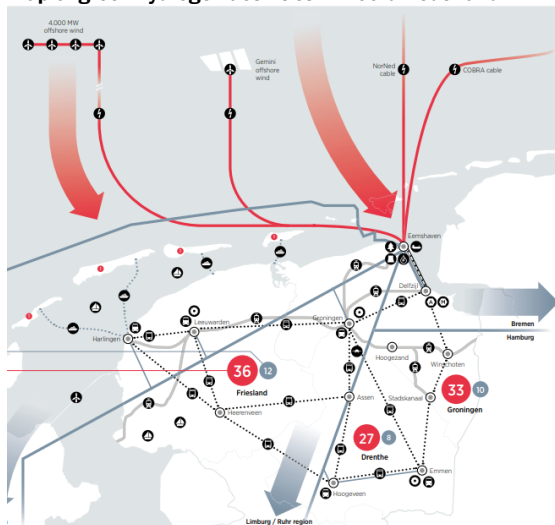 4.000 MW
offshore wind
Gemini
offshore
wind
NorNed
cable
COBRA cable
Eemshaven
Delfzijl
Bremen
Hamburg
Groningen
Leeuwarden
Harlingen
Hoogezand
Winschoten
36 12
Friesland
33 10
Groningen
Stadskanaal
Assen
Heerenveen
27 8
Drenthe
Emmen
Hoogeveen
Limburg / Ruhr region